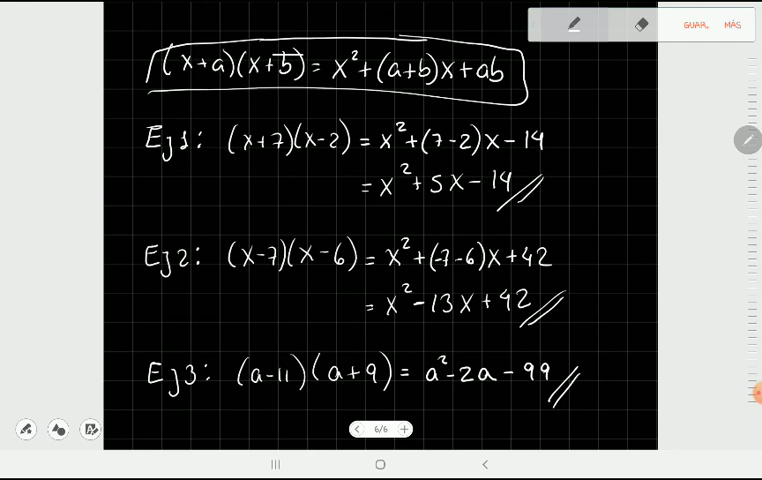 GUAR. MÁS
(x+a)(x+b) = x²+(a+b)x+ab
Ej1: (x+7)(x-2) = x²+(7-2)x-14
= x²+5x-14
Ej2: (x-7)(x-6) = x²+(-7-6)x+42
= x²-13x+42
Ej3: (a-11)(a+9) = a²-2a-99
6/6